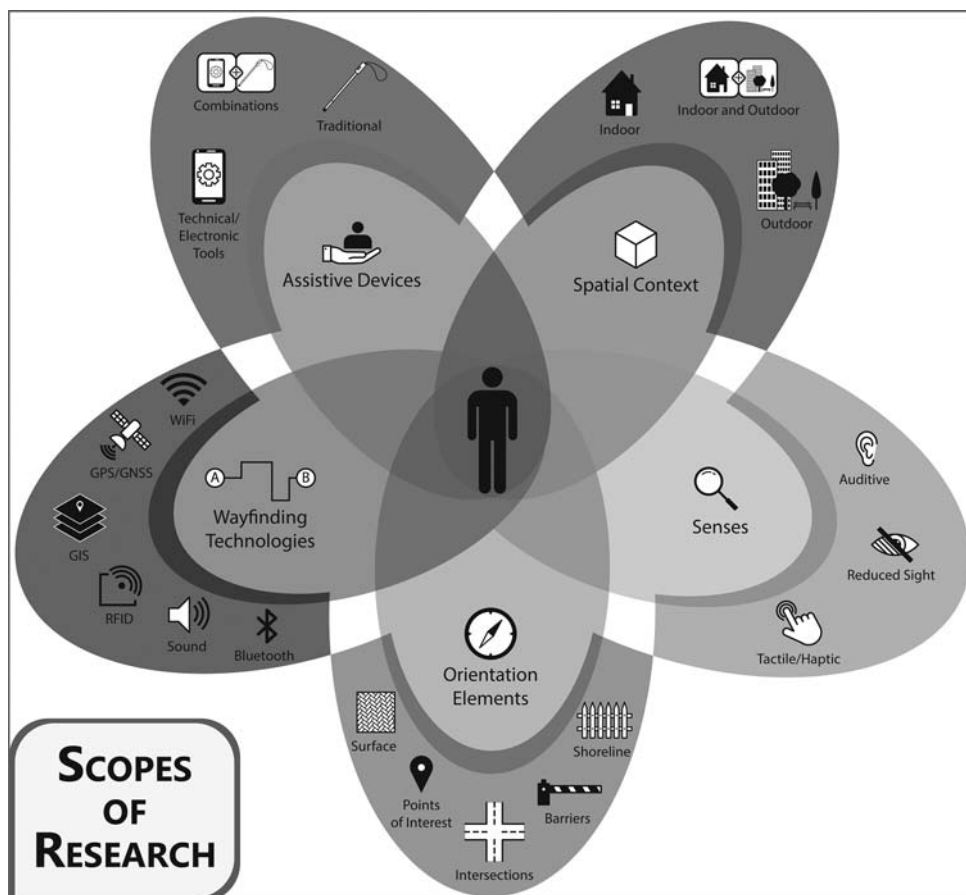 Combinations
Traditional
Technical/
Electronic
Tools
Assistive Devices
Indoor
Indoor and Outdoor
Outdoor
Spatial Context
WiFi
GPS/GNSS
GIS
RFID
Sound
Bluetooth
A
B
Wayfinding
Technologies
Senses
Auditive
Reduced Sight
Tactile/Haptic
Orientation
Elements
Surface
Points
of Interest
Intersections
Barriers
Shoreline
SCOPES
OF
RESEARCH